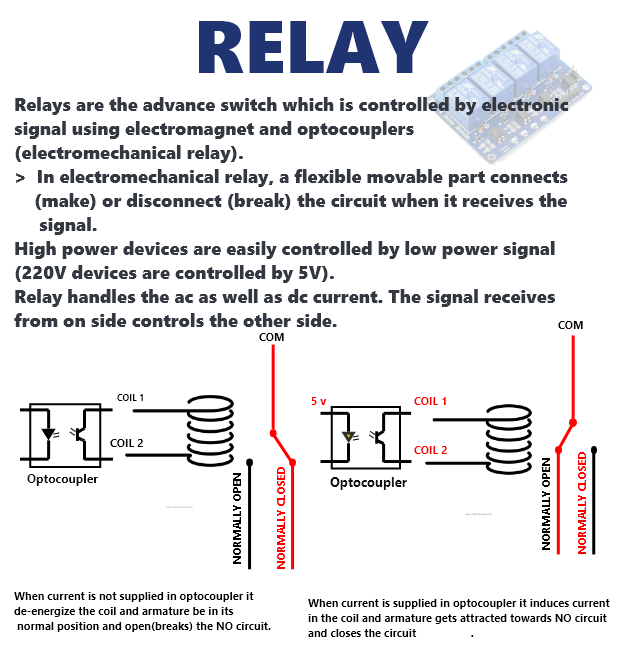 RELAY
Relays are the advance switch which is controlled by electronic
signal using electromagnet and optocouplers
(electromechanical relay).
> In electromechanical relay, a flexible movable part connects
(make) or disconnect (break) the circuit when it receives the
signal.
High power devices are easily controlled by low power signal
(220V devices are controlled by 5V).
Relay handles the ac as well as dc current. The signal receives
from on side controls the other side.
COM
COIL 1
COIL 2
Optocoupler
NORMALLY OPEN
NORMALLY CLOSED
COM
5 v
COIL 1
COIL 2
Optocoupler
NORMALLY OPEN
NORMALLY CLOSED
When current is not supplied in optocoupler it
de-energize the coil and armature be in its
normal position and open(breaks) the NO circuit.
When current is supplied in optocoupler it induces current
in the coil and armature gets attracted towards NO circuit
and closes the circuit .